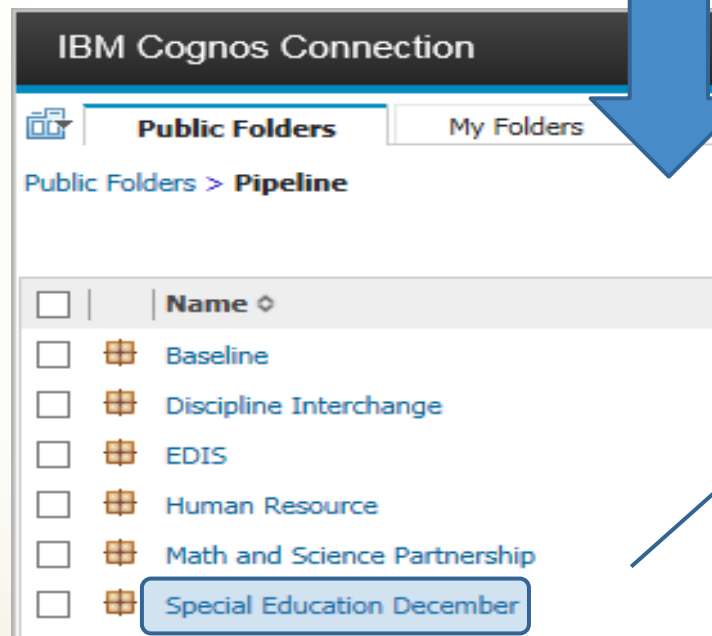 IBM Cognos Connection
Public Folders My Folders
Public Folders > Pipeline
Name
Baseline
Discipline Interchange
EDIS
Human Resource
Math and Science Partnership
Special Education December